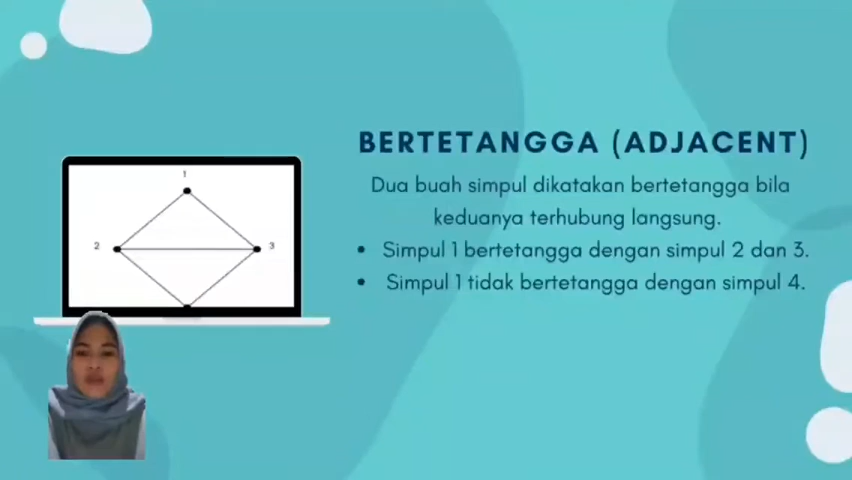 BERTETANGGA (ADJACENT)
Dua buah simpul dikatakan bertetangga bila
keduanya terhubung langsung.
• Simpul 1 bertetangga dengan simpul 2 dan 3.
• Simpul 1 tidak bertetangga dengan simpul 4.
1
2
3